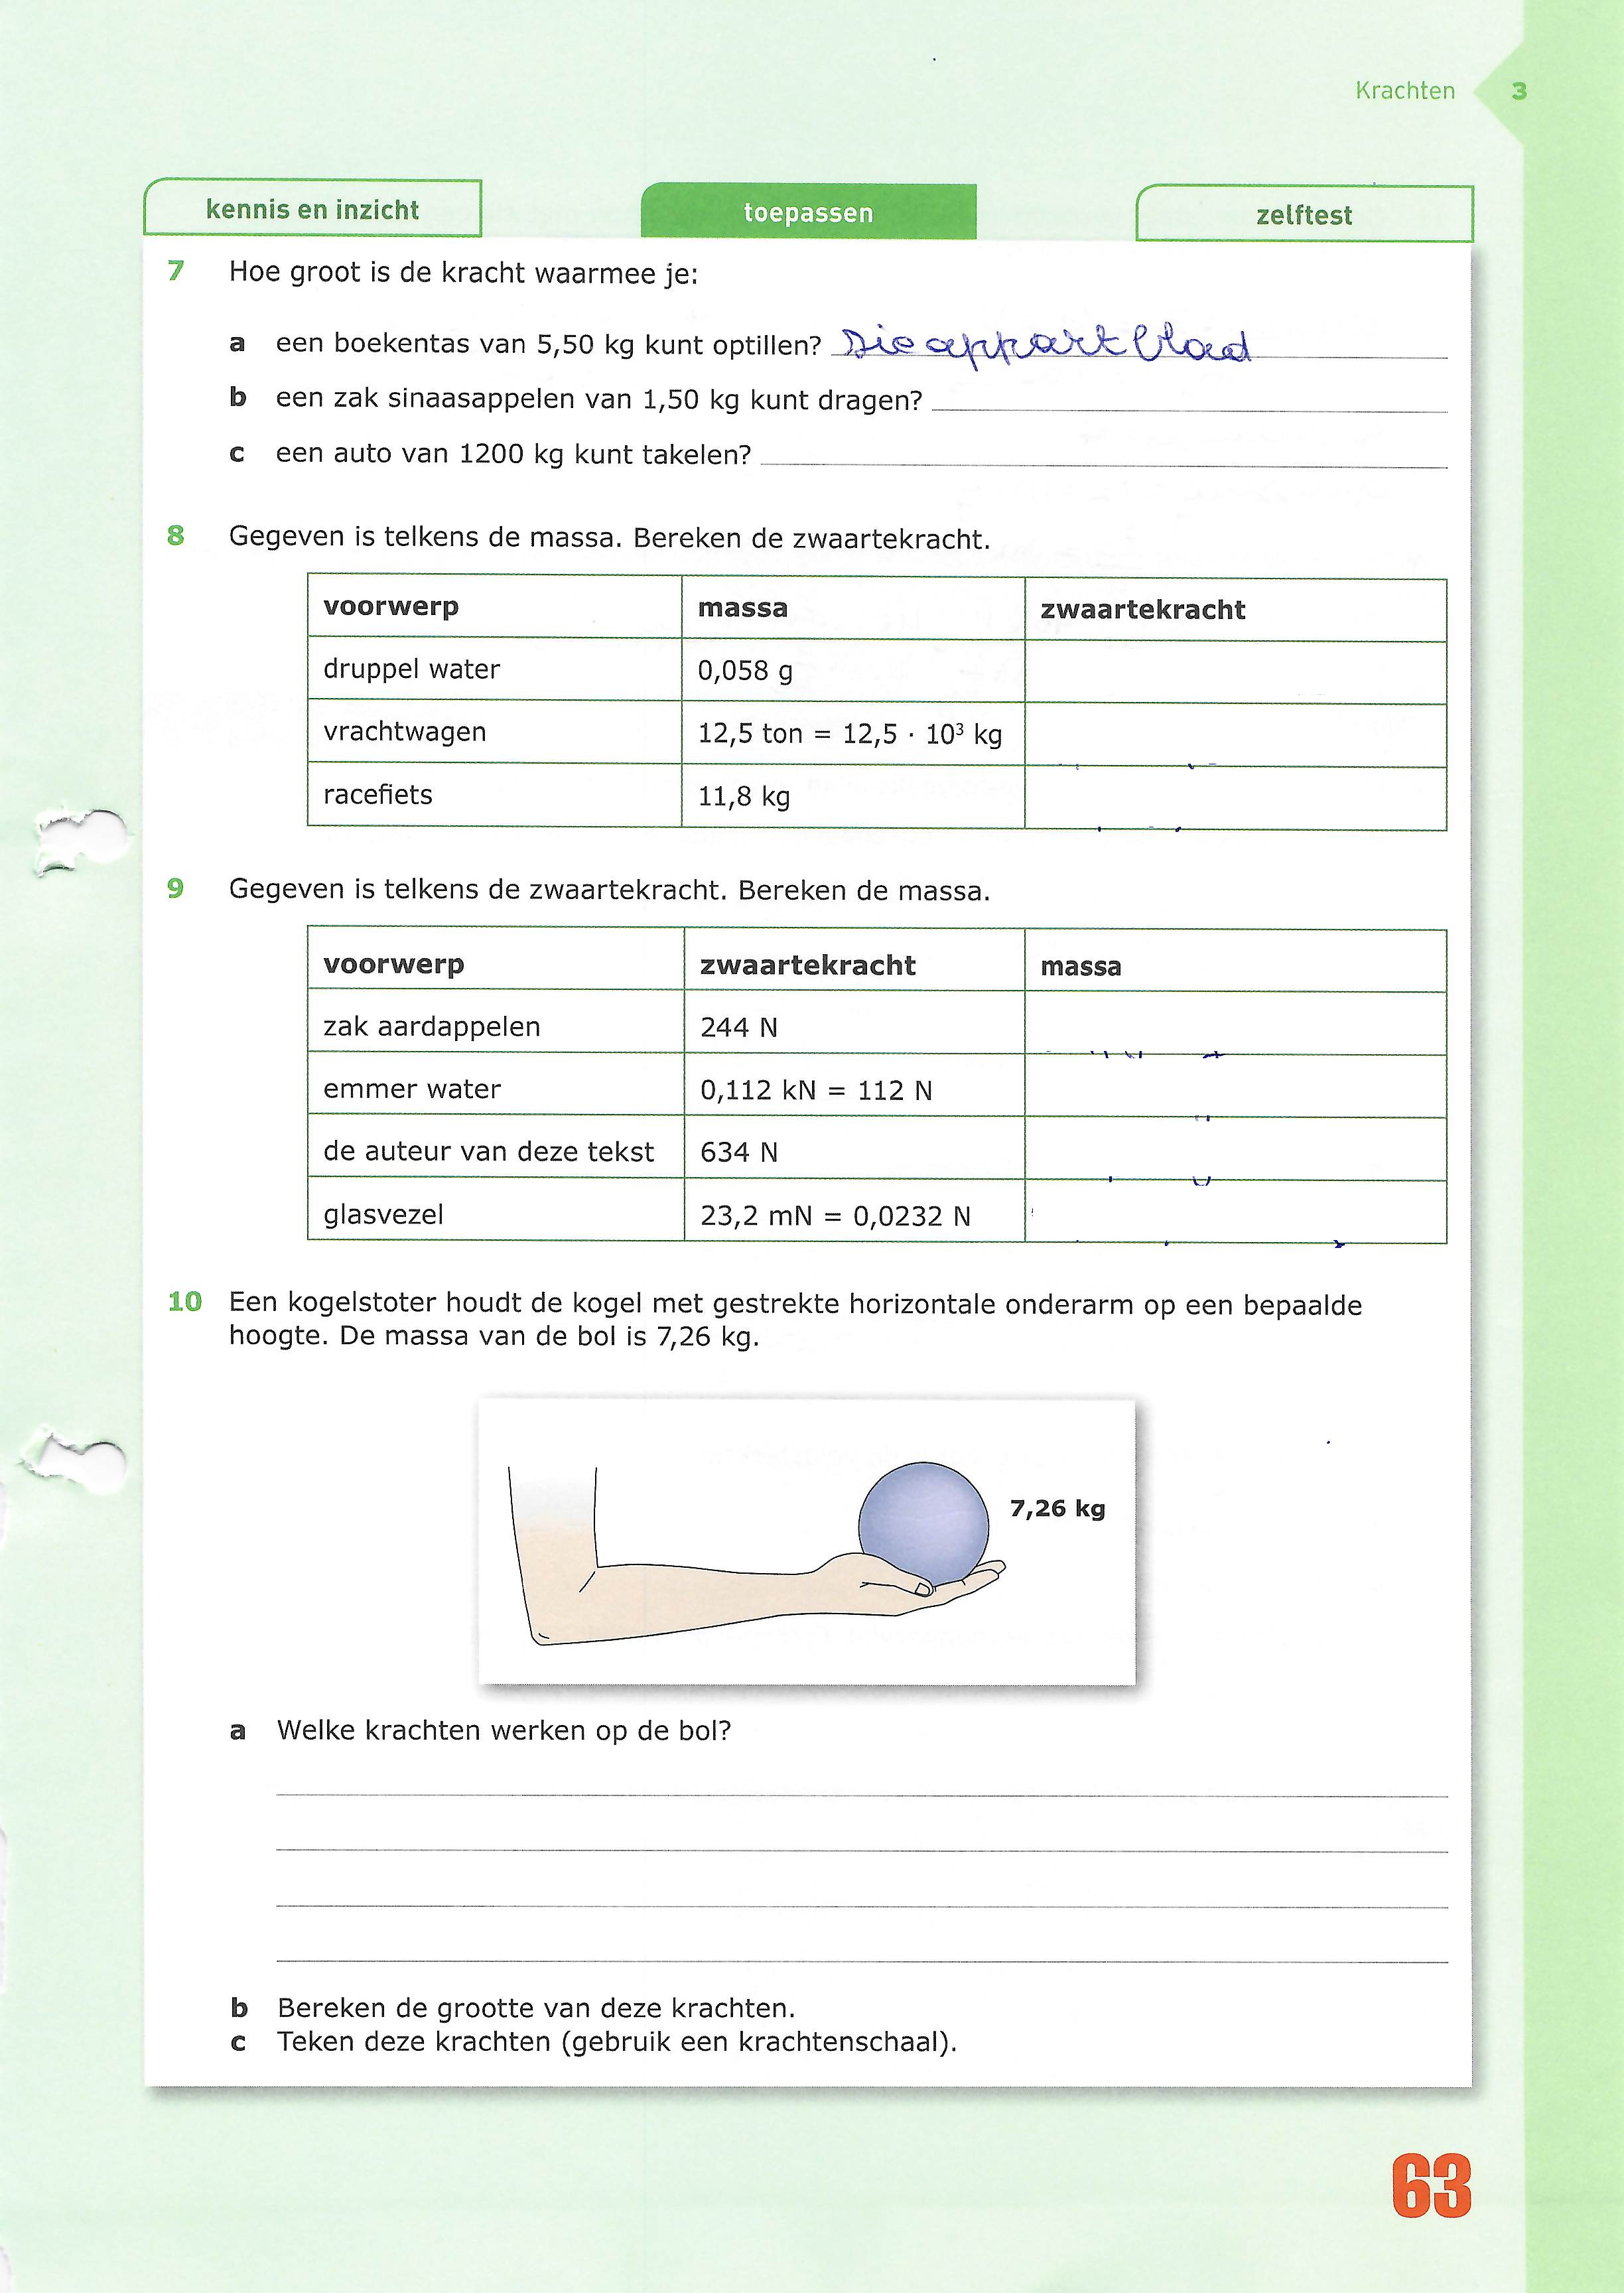 Krachten 3
kennis en inzicht toepassen zelftest
7 Hoe groot is de kracht waarmee je:
a een boekentas van 5,50 kg kunt optillen? Zie appart blad
b een zak sinaasappelen van 1,50 kg kunt dragen?
c een auto van 1200 kg kunt takelen?
8 Gegeven is telkens de massa. Bereken de zwaartekracht.
voorwerp massa zwaartekracht
druppel water 0,058 g
vrachtwagen 12,5 ton = 12,5 · 10³ kg
racefiets 11,8 kg
9 Gegeven is telkens de zwaartekracht. Bereken de massa.
voorwerp zwaartekracht massa
zak aardappelen 244 N
emmer water 0,112 kN = 112 N
de auteur van deze tekst 634 N
glasvezel 23,2 mN = 0,0232 N
10 Een kogelstoter houdt de kogel met gestrekte horizontale onderarm op een bepaalde
hoogte. De massa van de bol is 7,26 kg.
7,26 kg
a Welke krachten werken op de bol?
b Bereken de grootte van deze krachten.
c Teken deze krachten (gebruik een krachtenschaal).
63